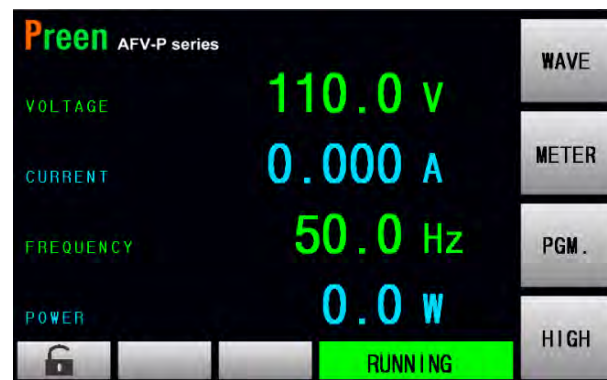 Preen AFV-P series
WAVE
VOLTAGE 110.0 V
CURRENT 0.000 A
METER
FREQUENCY 50.0 Hz
PGM.
POWER 0.0 W
HIGH
RUNNING